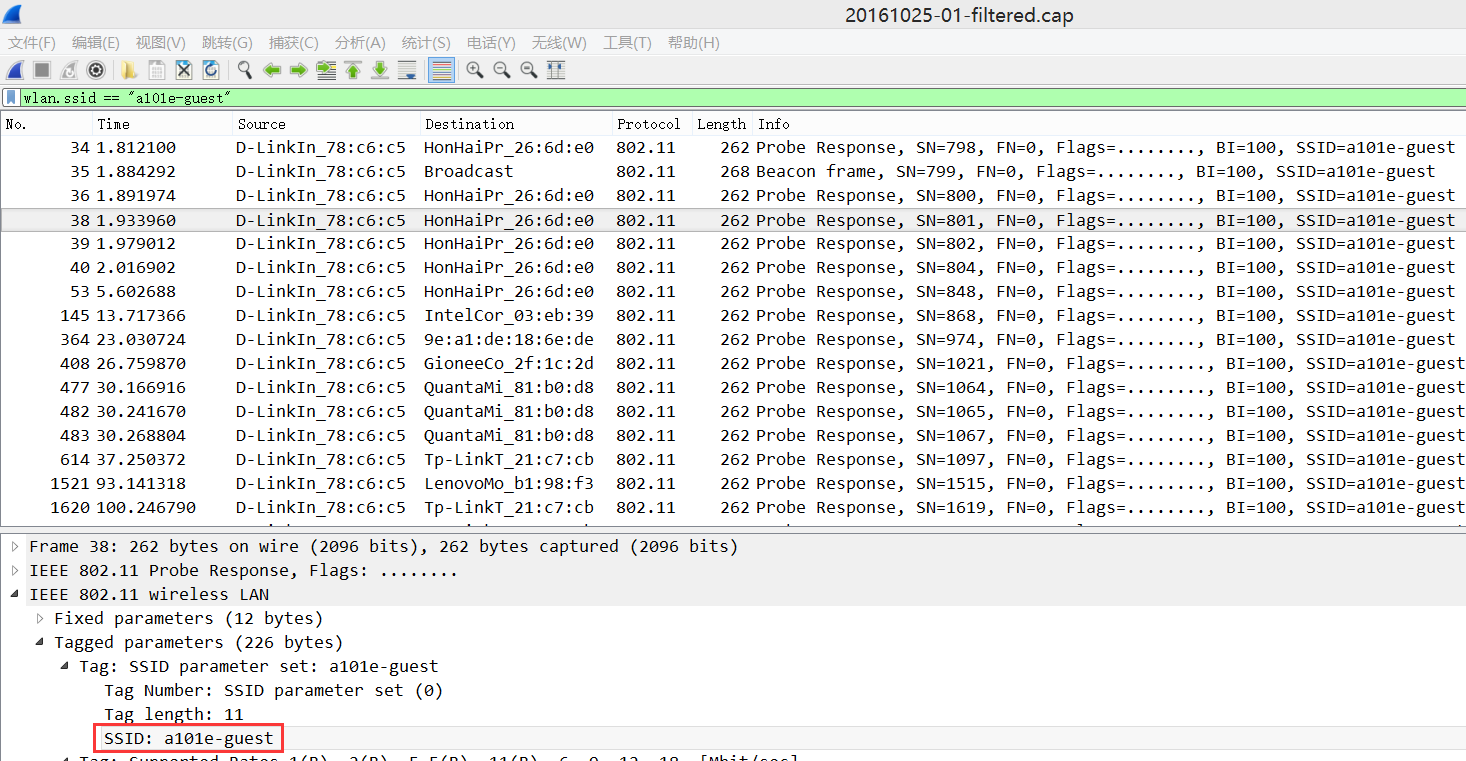 20161025-01-filtered.cap
文件(F) 编辑(E) 视图(V) 跳转(G) 捕获(C) 分析(A) 统计(S) 电话(Y) 无线(W) 工具(T) 帮助(H)
wlan.ssid == "a101e-guest"
No. Time Source Destination Protocol Length Info
34 1.812100 D-LinkIn_78:c6:c5 HonHaiPr_26:6d:e0 802.11 262 Probe Response, SN=798, FN=0, Flags=........, BI=100, SSID=a101e-guest
35 1.884292 D-LinkIn_78:c6:c5 Broadcast 802.11 268 Beacon frame, SN=799, FN=0, Flags=........, BI=100, SSID=a101e-guest
36 1.891974 D-LinkIn_78:c6:c5 HonHaiPr_26:6d:e0 802.11 262 Probe Response, SN=800, FN=0, Flags=........, BI=100, SSID=a101e-guest
38 1.933960 D-LinkIn_78:c6:c5 HonHaiPr_26:6d:e0 802.11 262 Probe Response, SN=801, FN=0, Flags=........, BI=100, SSID=a101e-guest
39 1.979012 D-LinkIn_78:c6:c5 HonHaiPr_26:6d:e0 802.11 262 Probe Response, SN=802, FN=0, Flags=........, BI=100, SSID=a101e-guest
40 2.016902 D-LinkIn_78:c6:c5 HonHaiPr_26:6d:e0 802.11 262 Probe Response, SN=804, FN=0, Flags=........, BI=100, SSID=a101e-guest
53 5.602688 D-LinkIn_78:c6:c5 HonHaiPr_26:6d:e0 802.11 262 Probe Response, SN=848, FN=0, Flags=........, BI=100, SSID=a101e-guest
145 13.717366 D-LinkIn_78:c6:c5 IntelCor_03:eb:39 802.11 262 Probe Response, SN=868, FN=0, Flags=........, BI=100, SSID=a101e-guest
364 23.030724 D-LinkIn_78:c6:c5 9e:a1:de:18:6e:de 802.11 262 Probe Response, SN=974, FN=0, Flags=........, BI=100, SSID=a101e-guest
408 26.759870 D-LinkIn_78:c6:c5 GioneeCo_2f:1c:2d 802.11 262 Probe Response, SN=1021, FN=0, Flags=........, BI=100, SSID=a101e-guest
477 30.166916 D-LinkIn_78:c6:c5 QuantaMi_81:b0:d8 802.11 262 Probe Response, SN=1064, FN=0, Flags=........, BI=100, SSID=a101e-guest
482 30.241670 D-LinkIn_78:c6:c5 QuantaMi_81:b0:d8 802.11 262 Probe Response, SN=1065, FN=0, Flags=........, BI=100, SSID=a101e-guest
483 30.268804 D-LinkIn_78:c6:c5 QuantaMi_81:b0:d8 802.11 262 Probe Response, SN=1067, FN=0, Flags=........, BI=100, SSID=a101e-guest
614 37.250372 D-LinkIn_78:c6:c5 Tp-LinkT_21:c7:cb 802.11 262 Probe Response, SN=1097, FN=0, Flags=........, BI=100, SSID=a101e-guest
1521 93.141318 D-LinkIn_78:c6:c5 LenovoMo_b1:98:f3 802.11 262 Probe Response, SN=1515, FN=0, Flags=........, BI=100, SSID=a101e-guest
1620 100.246790 D-LinkIn_78:c6:c5 Tp-LinkT_21:c7:cb 802.11 262 Probe Response, SN=1619, FN=0, Flags=........, BI=100, SSID=a101e-guest
Frame 38: 262 bytes on wire (2096 bits), 262 bytes captured (2096 bits)
IEEE 802.11 Probe Response, Flags: ........
IEEE 802.11 wireless LAN
Fixed parameters (12 bytes)
Tagged parameters (226 bytes)
Tag: SSID parameter set: a101e-guest
Tag Number: SSID parameter set (0)
Tag length: 11
SSID: a101e-guest
Tag: Supported Rates 1(B), 2(B), 5.5(B), 11(B), 6, 9, 12, 18, [Mbit/sec]